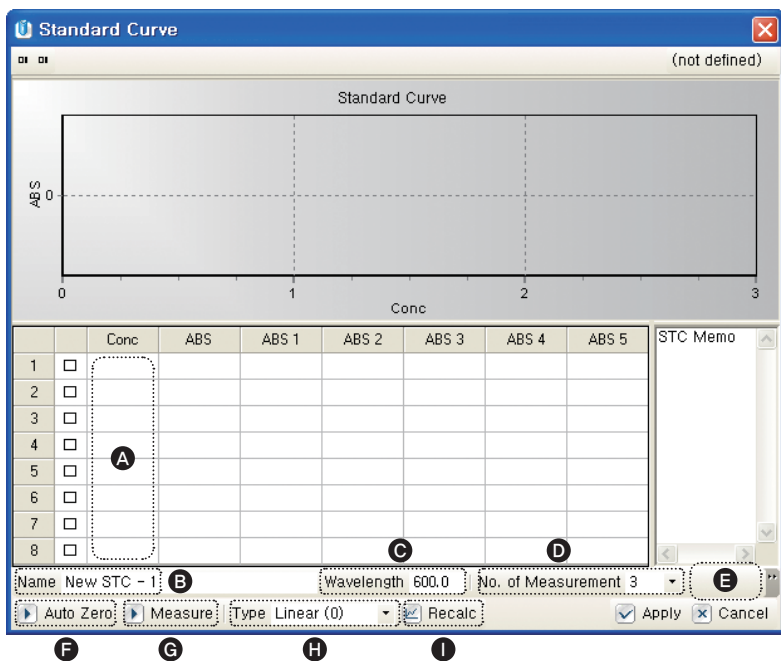 Standard Curve
(not defined)
Standard Curve
ABS
0
0 1 2 3
Conc
Conc ABS ABS 1 ABS 2 ABS 3 ABS 4 ABS 5
STC Memo
1
2
3
4
A
5
6
7
8
C D
Name New STC - 1 B Wavelength 600.0 No. of Measurement 3 E
Auto Zero Measure Type Linear (0) Recalc Apply Cancel
F G H I